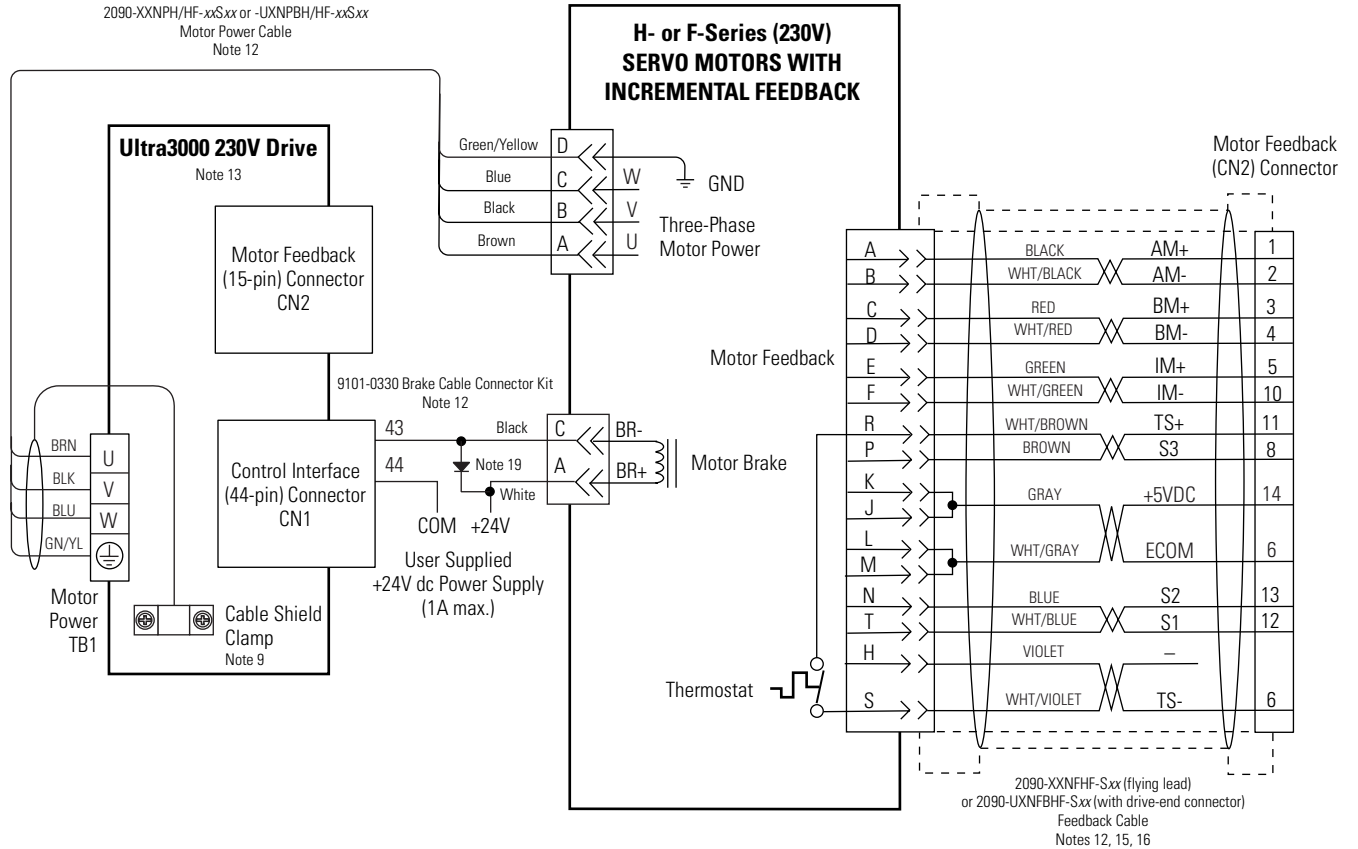 2090-XXNPH/HF-xxSxx or -UXNPBH/HF-xxSxx
Motor Power Cable
Note 12
H- or F-Series (230V)
SERVO MOTORS WITH
INCREMENTAL FEEDBACK
Ultra3000 230V Drive
Note 13
Motor Feedback
(15-pin) Connector
CN2
Control Interface
(44-pin) Connector
CN1
BRN
BLK
BLU
GN/YL
U
V
W
Motor
Power
TB1
Cable Shield
Clamp
Note 9
Green/Yellow
Blue
Black
Brown
D
C
B
A
W
V
U
GND
Three-Phase
Motor Power
9101-0330 Brake Cable Connector Kit
Note 12
43
44
Black
Note 19
White
COM +24V
User Supplied
+24V dc Power Supply
(1A max.)
C
A
BR-
BR+
Motor Brake
Motor Feedback
Thermostat
Motor Feedback
(CN2) Connector
A BLACK AM+ 1
B WHT/BLACK AM- 2
C RED BM+ 3
D WHT/RED BM- 4
E GREEN IM+ 5
F WHT/GREEN IM- 10
R WHT/BROWN TS+ 11
P BROWN S3 8
K
J
GRAY +5VDC 14
L
M
WHT/GRAY ECOM 6
N BLUE S2 13
T WHT/BLUE S1 12
H VIOLET –
S WHT/VIOLET TS- 6
2090-XXNFHF-Sxx (flying lead)
or 2090-UXNFBHF-Sxx (with drive-end connector)
Feedback Cable
Notes 12, 15, 16